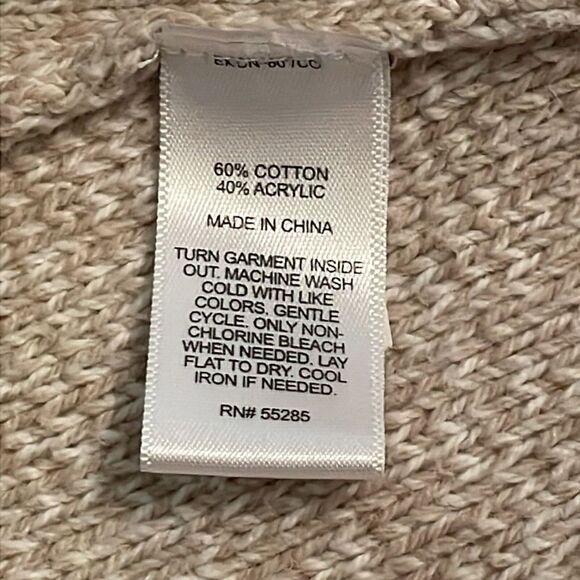 60% COTTON
40% ACRYLIC
MADE IN CHINA
TURN GARMENT INSIDE
OUT. MACHINE WASH
COLD WITH LIKE
COLORS. GENTLE
CYCLE. ONLY NON-
CHLORINE BLEACH
WHEN NEEDED. LAY
FLAT TO DRY. COOL
IRON IF NEEDED.
RN# 55285